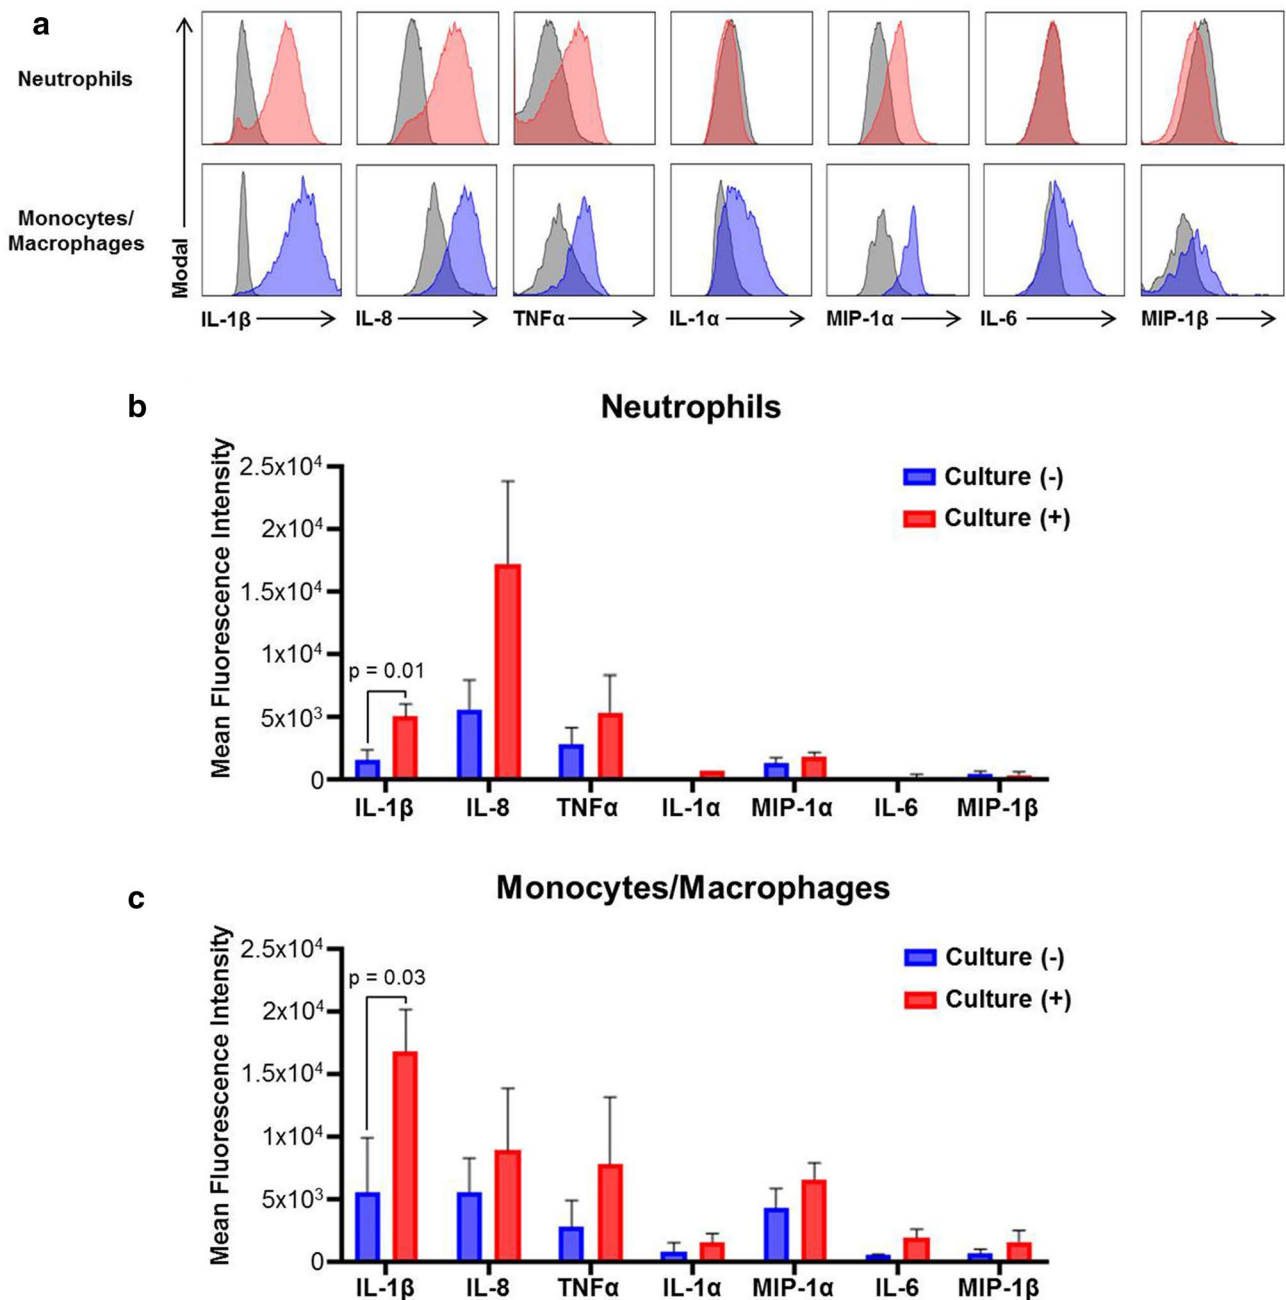 a
Neutrophils
Monocytes/
Macrophages
Modal
IL-1β IL-8 TNFα IL-1α MIP-1α IL-6 MIP-1β
b
Neutrophils
Mean Fluorescence Intensity
2.5x10⁴
2x10⁴
1.5x10⁴
1x10⁴
5x10³
0
p = 0.01
Culture (-)
Culture (+)
IL-1β IL-8 TNFα IL-1α MIP-1α IL-6 MIP-1β
c
Monocytes/Macrophages
Mean Fluorescence Intensity
2.5x10⁴
2x10⁴
1.5x10⁴
1x10⁴
5x10³
0
p = 0.03
Culture (-)
Culture (+)
IL-1β IL-8 TNFα IL-1α MIP-1α IL-6 MIP-1β